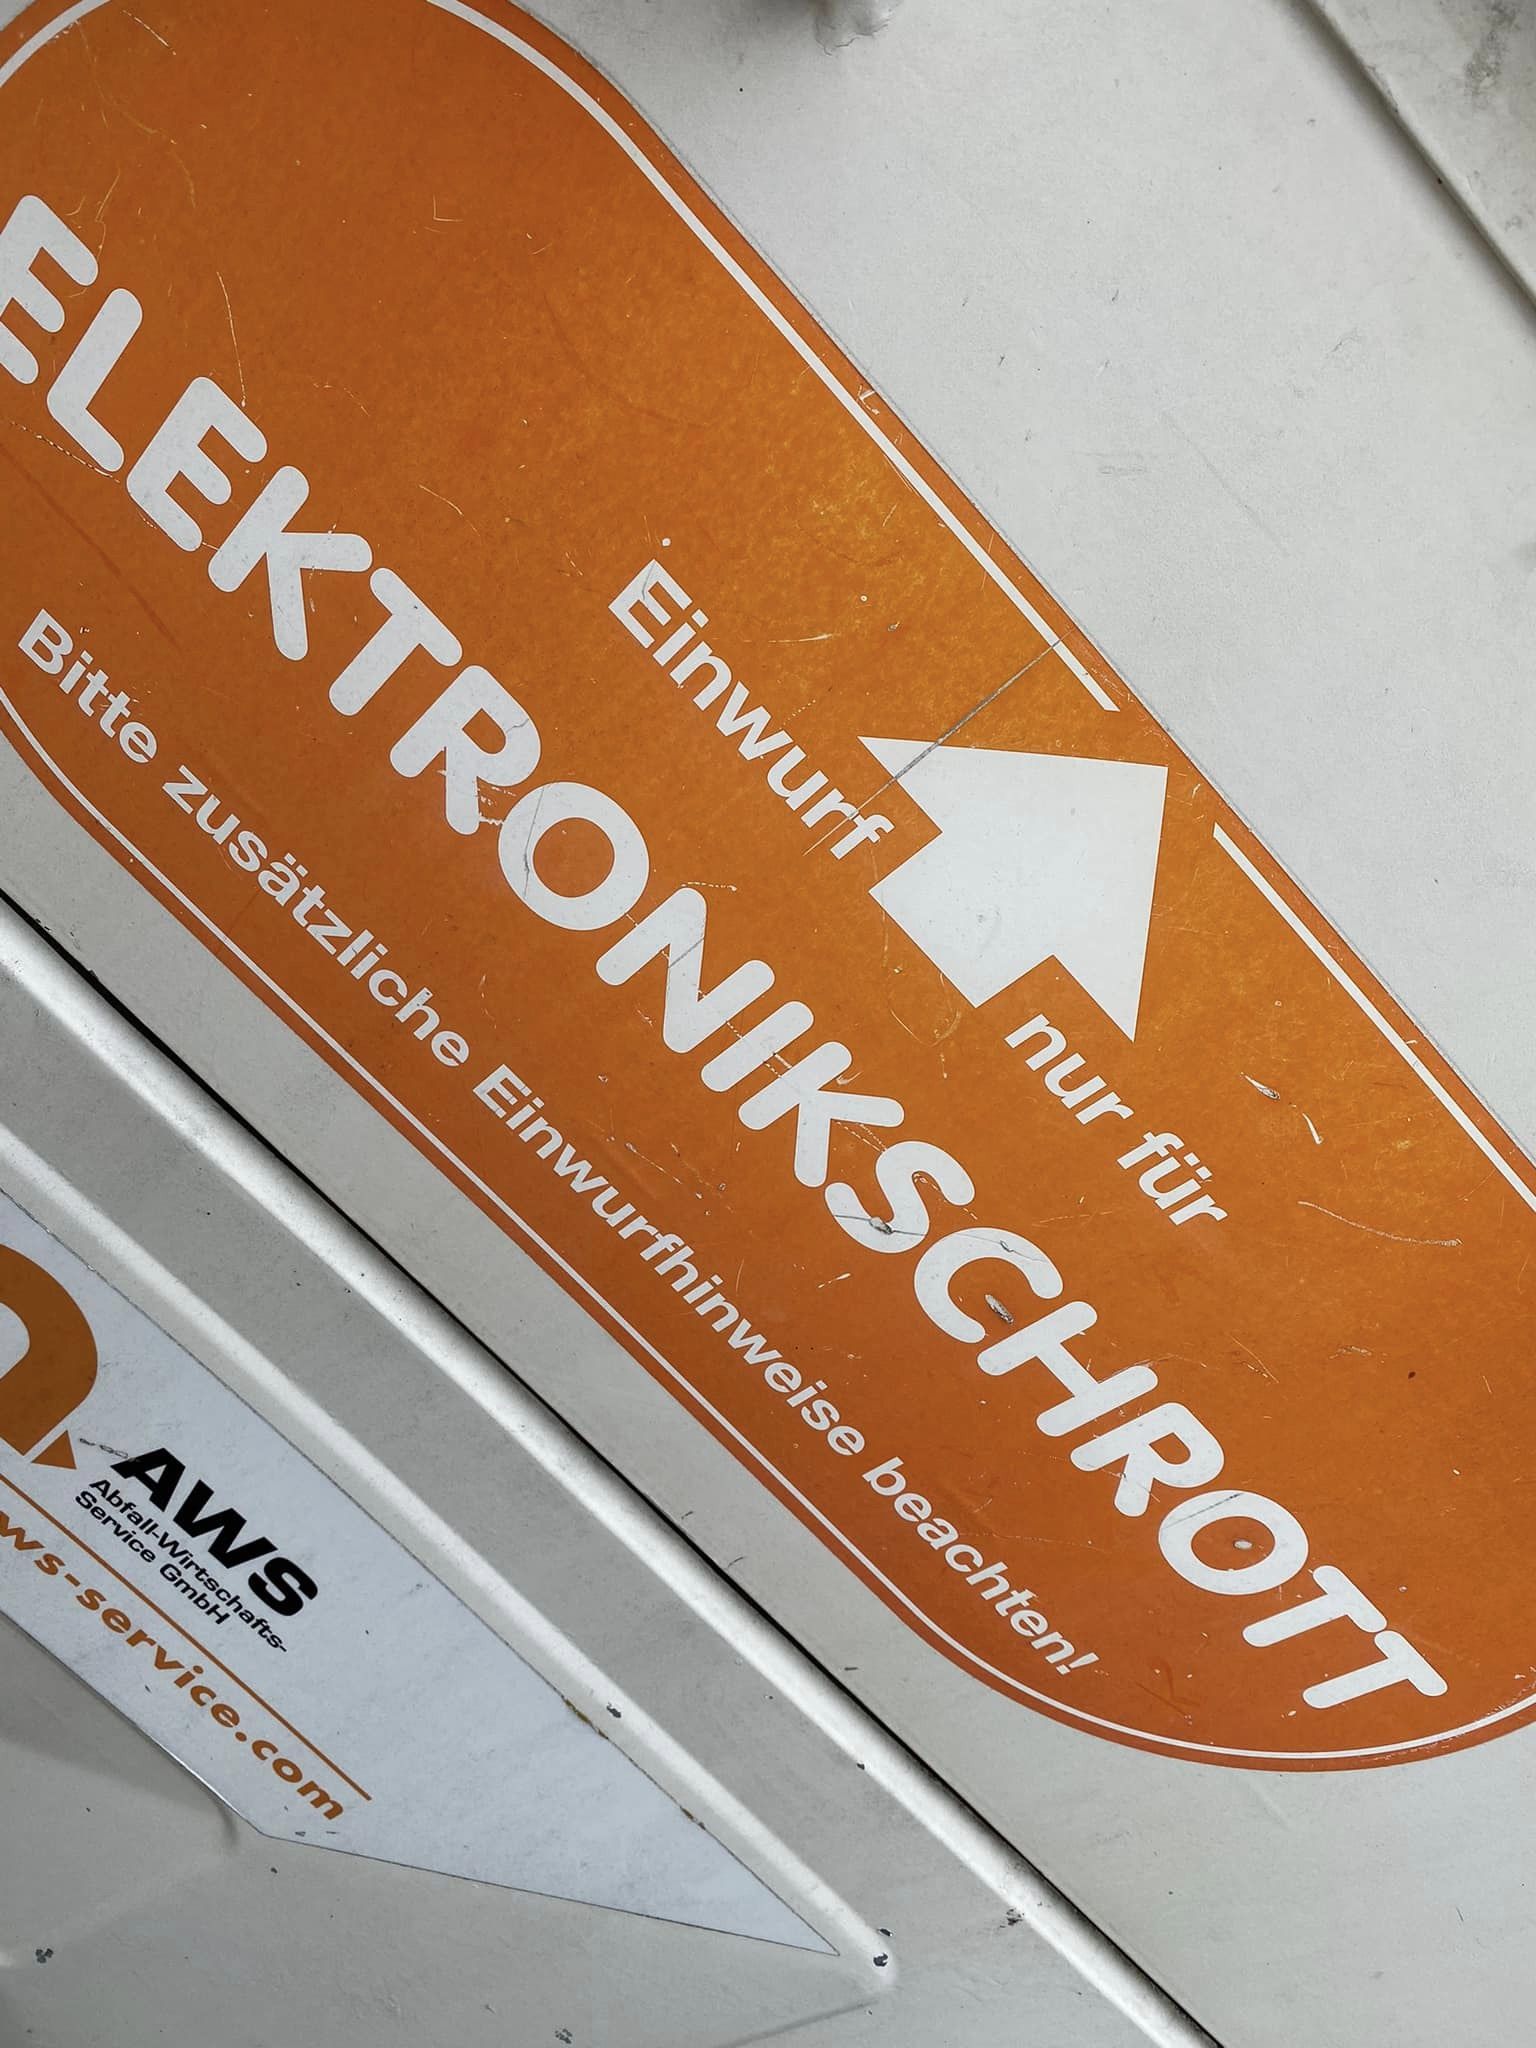 Einwurf nur für
ELEKTRONIKSCHROTT
Bitte zusätzliche Einwurfhinweise beachten!
AWS
Abfall-Wirtschafts-
Service GmbH
ws-service.com